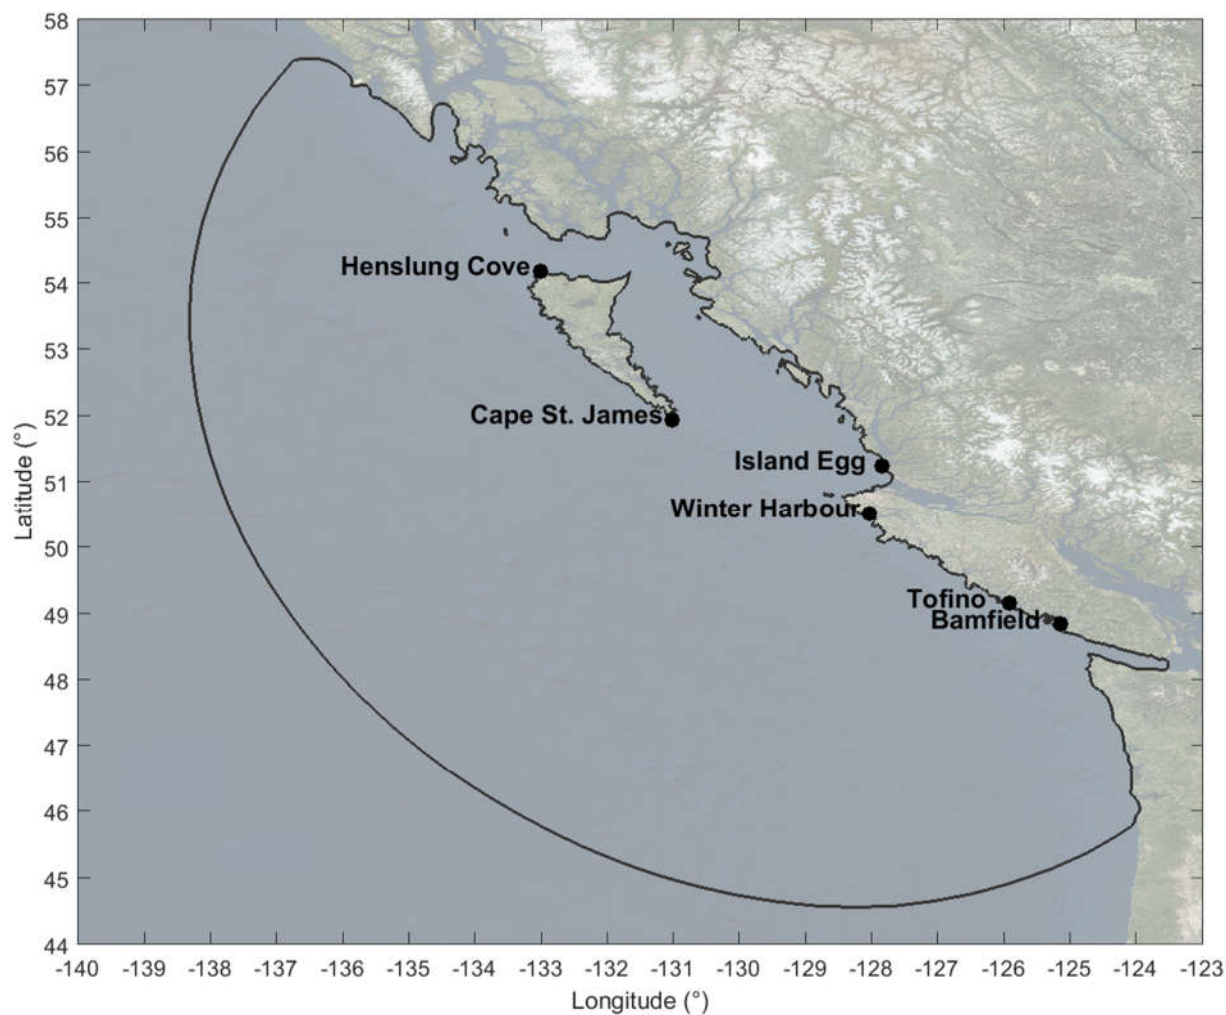 58
57
56
55
54
53
52
51
50
49
48
47
46
45
44
Latitude (°)
Henslung Cove
Cape St. James
Island Egg
Winter Harbour
Tofino
Bamfield
-140 -139 -138 -137 -136 -135 -134 -133 -132 -131 -130 -129 -128 -127 -126 -125 -124 -123
Longitude (°)